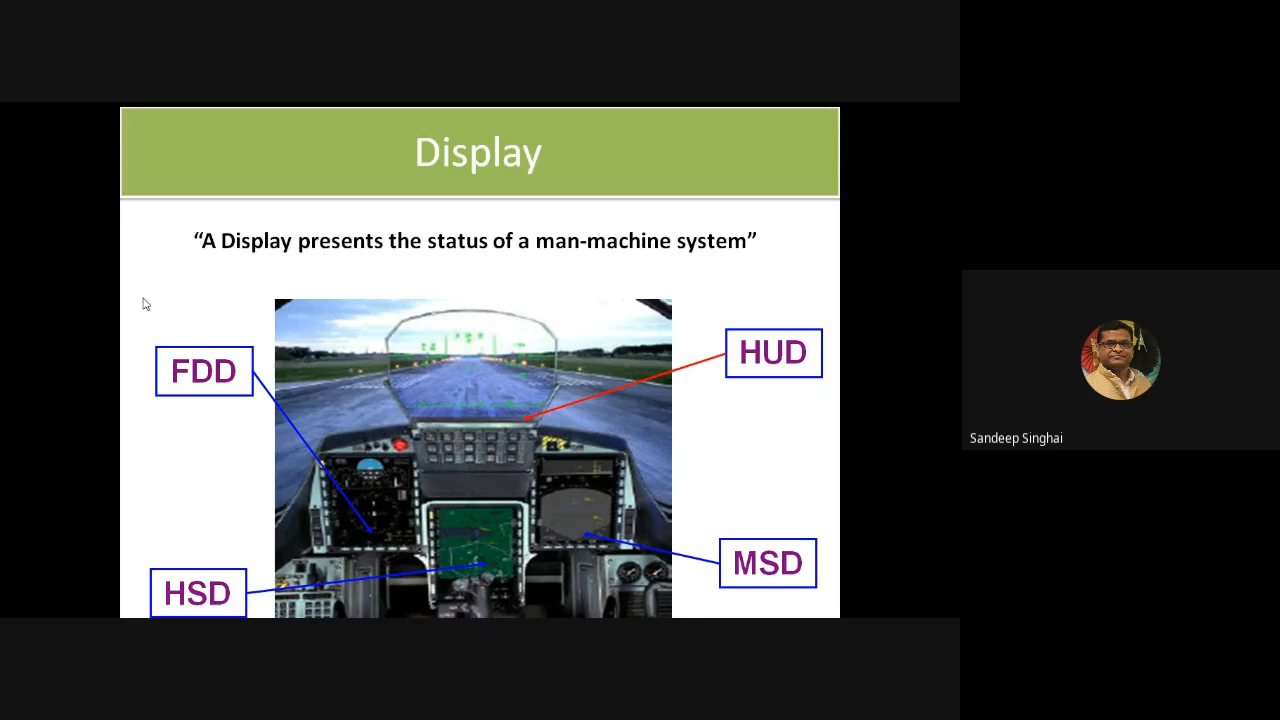 Display
“A Display presents the status of a man-machine system”
FDD
HUD
HSD
MSD
Sandeep Singhai